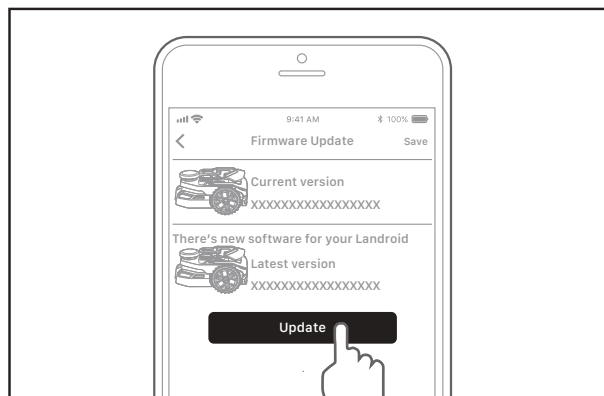 9:41 AM 100%
Firmware Update Save
Current version
XXXXXXXXXXXXXXXXX
There's new software for your Landroid
Latest version
XXXXXXXXXXXXXXXXX
Update